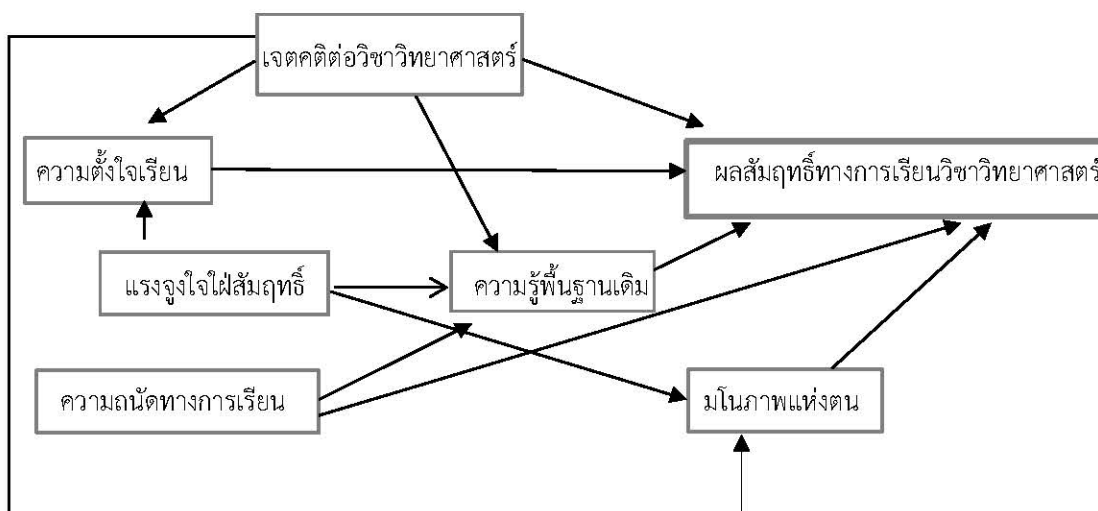 เจตคติต่อวิชาวิทยาศาสตร์
ความตั้งใจเรียน
ผลสัมฤทธิ์ทางการเรียนวิชาวิทยาศาสตร์
แรงจูงใจใฝ่สัมฤทธิ์
ความรู้พื้นฐานเดิม
ความถนัดทางการเรียน
มโนภาพแห่งตน